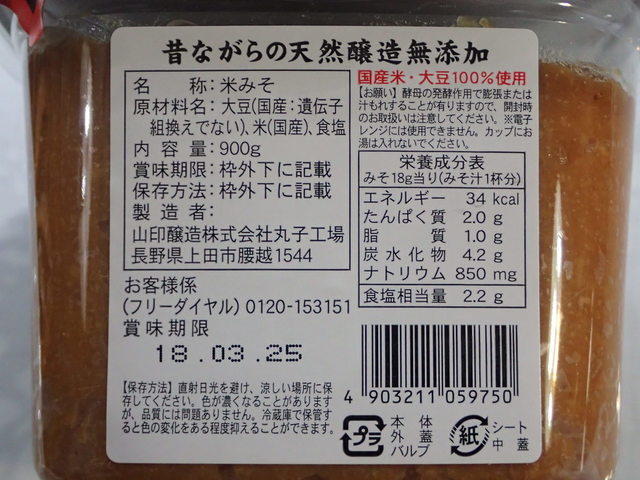 昔ながらの天然醸造無添加
名　　　称：米みそ
原材料名：大豆(国産：遺伝子
組換えでない)、米(国産)、食塩
内 容 量：900g
賞味期限：枠外下に記載
保存方法：枠外下に記載
製 造 者：
山印醸造株式会社丸子工場
長野県上田市腰越1544
お客様係
(フリーダイヤル) 0120-153151
賞味期限
18.03.25
【保存方法】直射日光を避け、涼しい場所に保
存してください。色が濃くなることがあります
が、品質には問題ありません。冷蔵庫で保管す
ると色の変化をある程度抑えることができます。
国産米・大豆100%使用
【お願い】酵母の発酵作用で膨張または
汁もれすることが有りますので、開封時
のお取扱いは注意してください。※電子
レンジには使用できません。カップにお
湯は入れないでください。
栄養成分表
みそ18g当り(みそ汁1杯分)
エネルギー 34 kcal
たんぱく質 2.0 g
脂　　質 1.0 g
炭水化物 4.2 g
ナトリウム 850 mg
食塩相当量 2.2 g
4 903211 059750
プラ
本体
外蓋
バルブ
紙
シート
中蓋